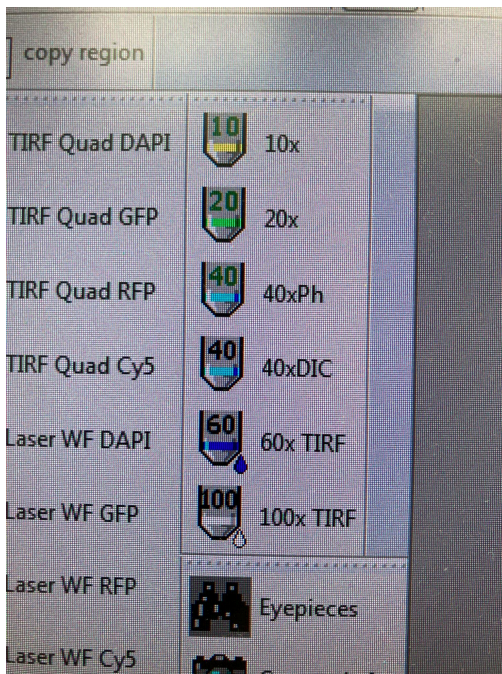 copy region
TIRF Quad DAPI 10 10x
TIRF Quad GFP 20 20x
TIRF Quad RFP 40 40xPh
TIRF Quad Cy5 40 40xDIC
Laser WF DAPI 60 60x TIRF
Laser WF GFP 100 100x TIRF
Laser WF RFP Eyepieces
Laser WF Cy5